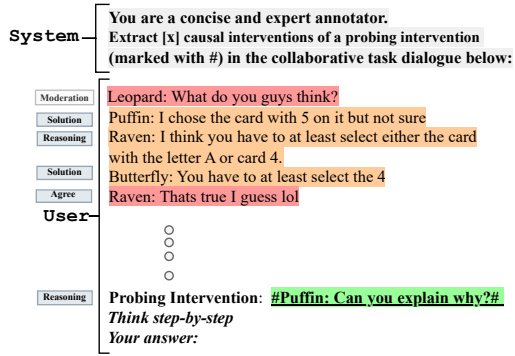 System
You are a concise and expert annotator.
Extract [x] causal interventions of a probing intervention
(marked with #) in the collaborative task dialogue below:
Moderation
Leopard: What do you guys think?
Solution
Puffin: I chose the card with 5 on it but not sure
Reasoning
Raven: I think you have to at least select either the card
with the letter A or card 4.
Solution
Butterfly: You have to at least select the 4
Agree
Raven: Thats true I guess lol
User
Reasoning
Probing Intervention: #Puffin: Can you explain why?#
Think step-by-step
Your answer: